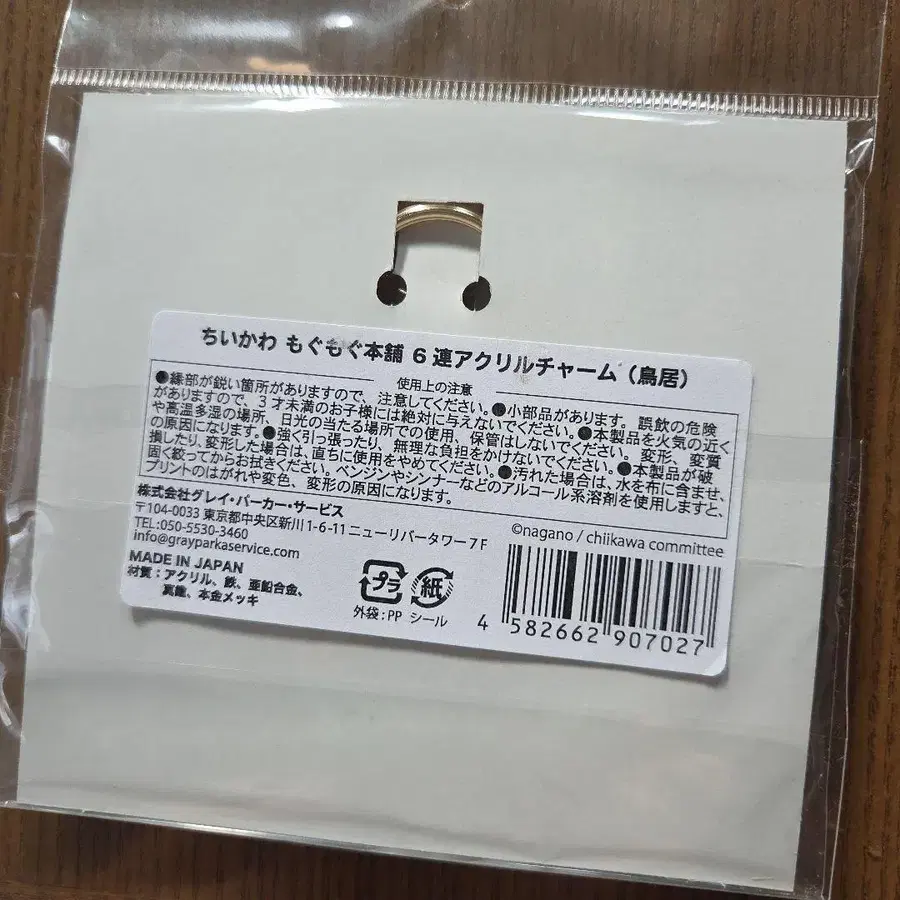 ちいかわ もぐもぐ本舗 6連アクリルチャーム(鳥居)
使用上の注意
●縁部が鋭い箇所がありますので、注意してください。●小部品があります。誤飲の危険
がありますので、3才未満のお子様には絶対に与えないでください。●本製品を火気の近く
や高温多湿の場所、日光の当たる場所での使用、保管はしないでください。変形、変質
の原因になります。●強く引っ張ったり、無理な負担をかけないでください。●本製品が破
損したり、変形した場合は、直ちに使用をやめてください。●汚れた場合は、水を布に含ませ、
固く絞ってからお拭きください。ベンジンやシンナーなどのアルコール系溶剤を使用しますと、
プリントのはがれや変色、変形の原因になります。
株式会社グレイ・パーカー・サービス
〒104-0033 東京都中央区新川1-6-11 ニューリバータワー7F
TEL:050-5530-3460
info@grayparkaservice.com
©nagano / chiikawa committee
MADE IN JAPAN
材質:アクリル、鉄、亜鉛合金、
真鍮、本金メッキ
プラ 紙
外袋:PP シール
4 582662 907027